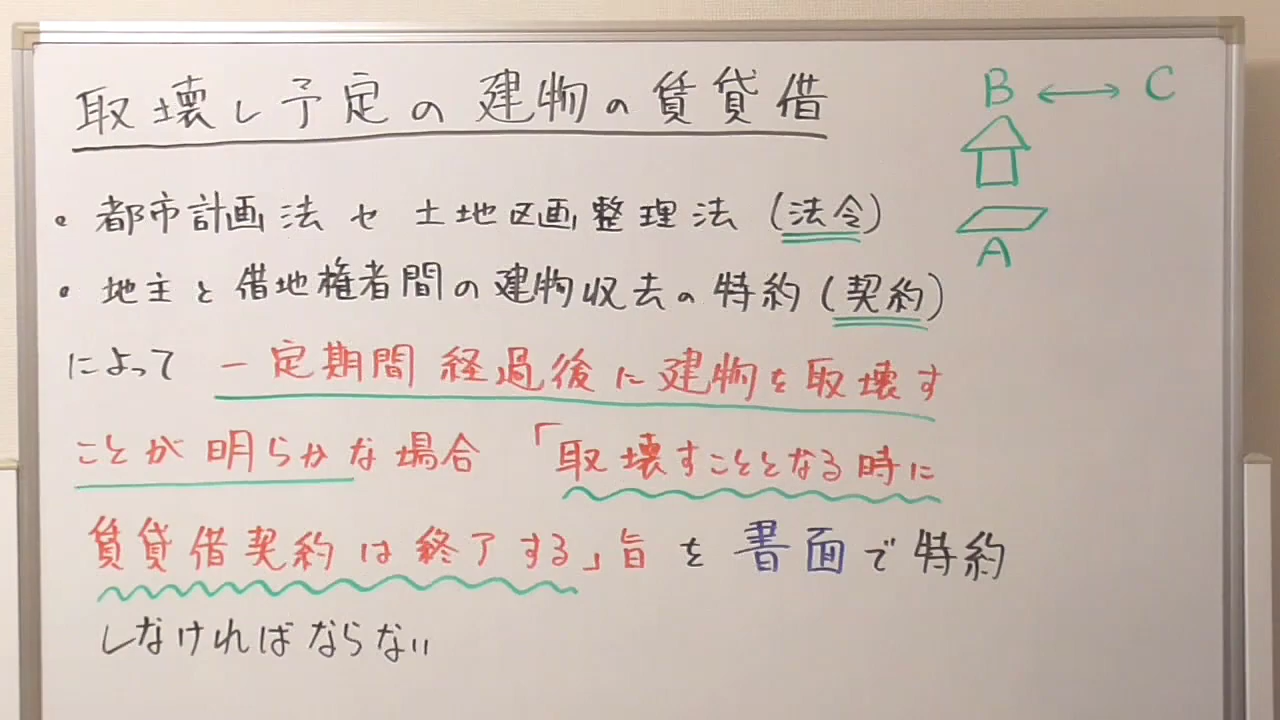 取壊し予定の建物の賃貸借
B ↔ C
• 都市計画法や土地区画整理法(法令)
A
• 地主と借地権者間の建物収去の特約(契約)
によって 一定期間経過後に建物を取壊す
ことが明らかな場合 「取壊すこととなる時に
賃貸借契約は終了する」旨を書面で特約
しなければならない